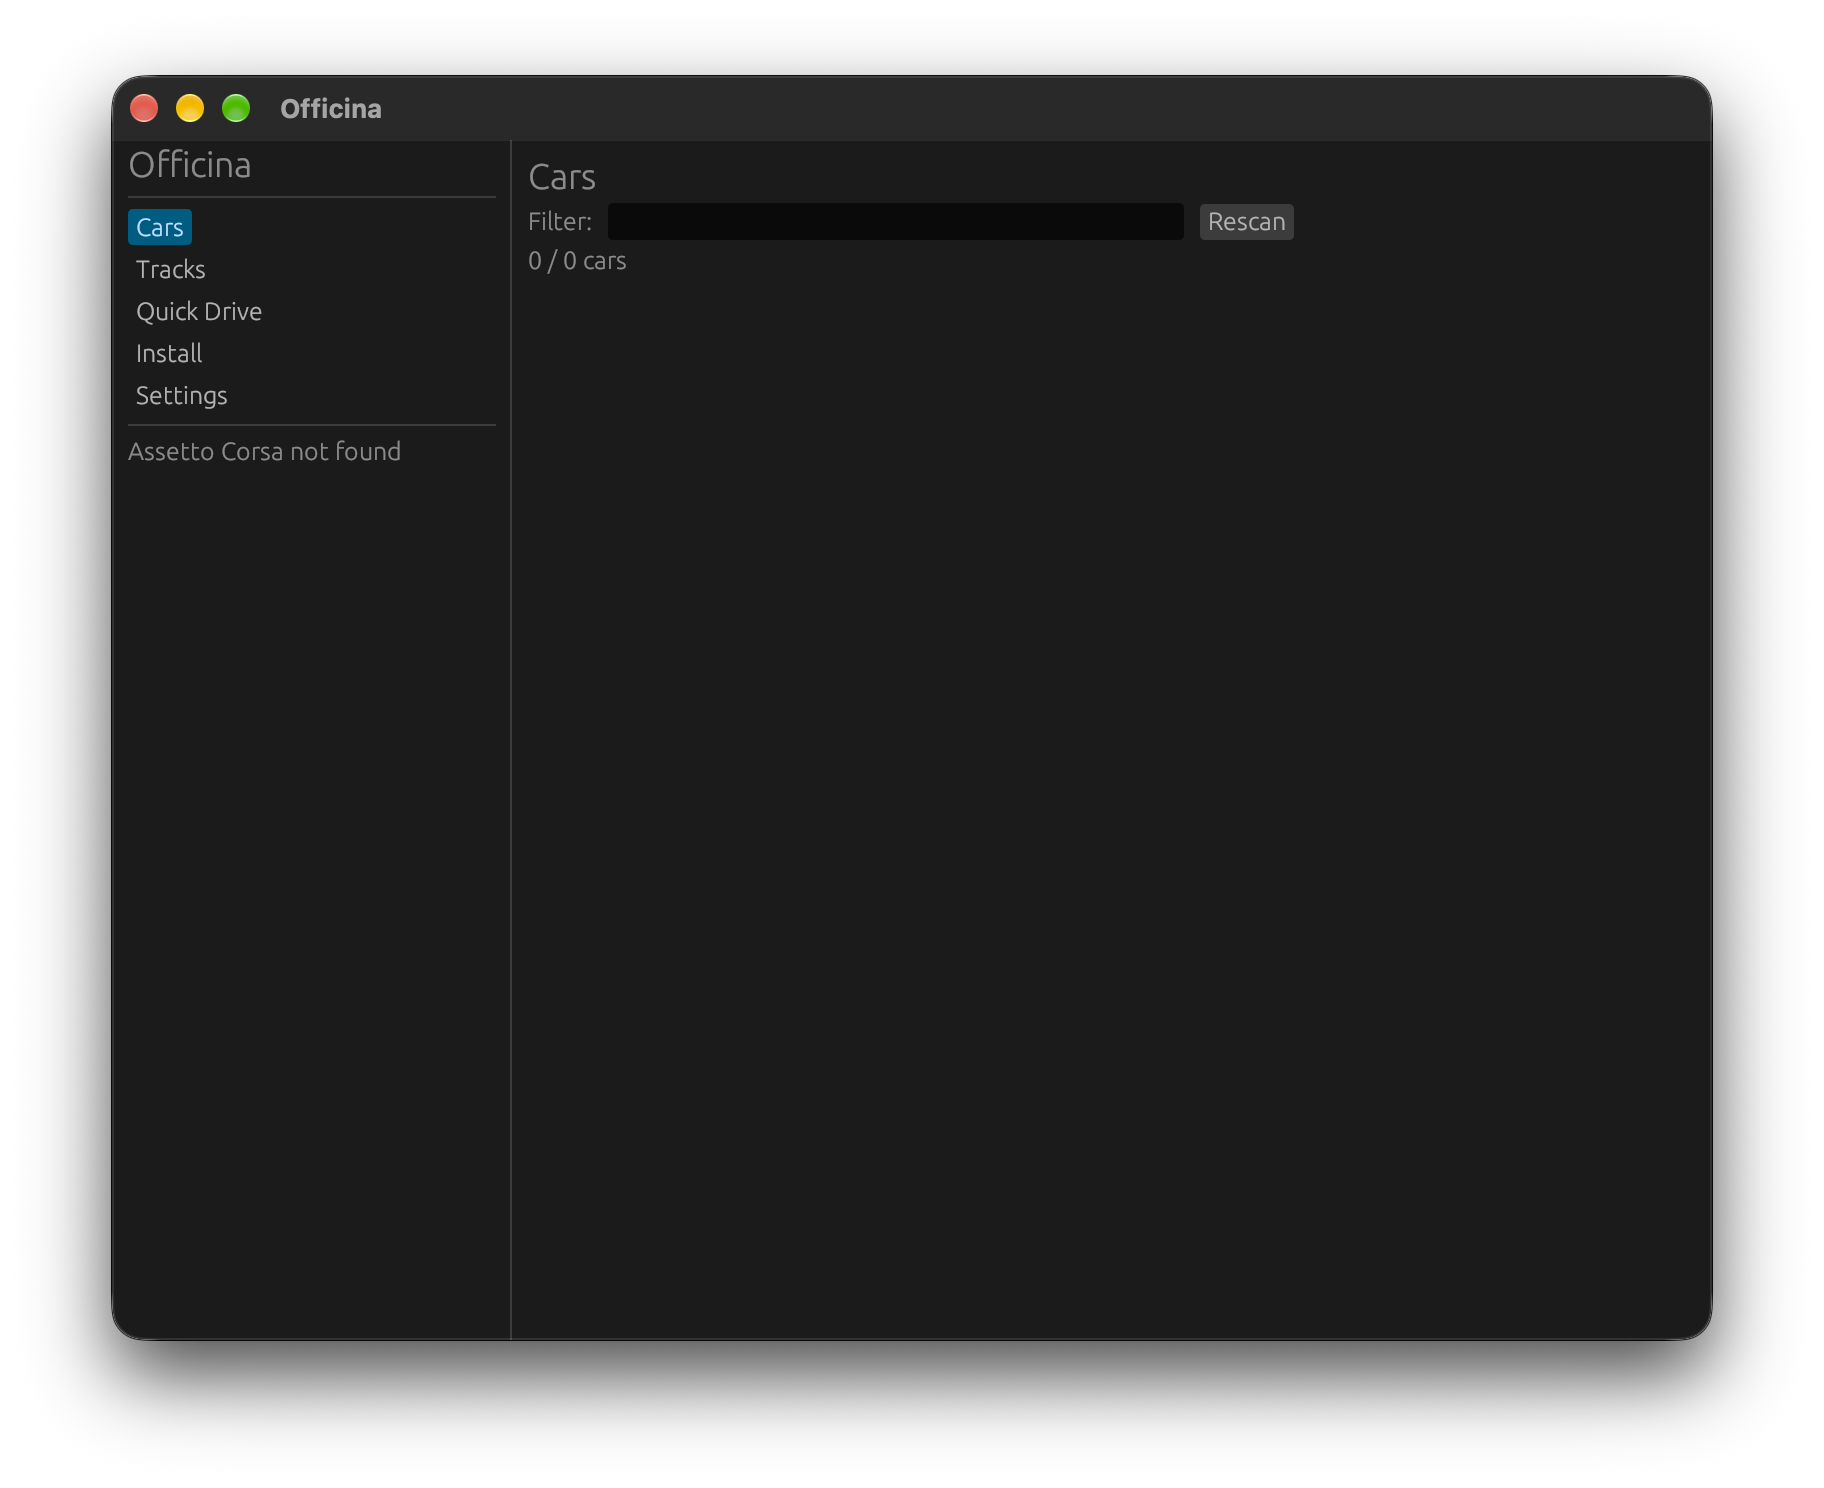 Officina
Officina
Cars
Tracks
Quick Drive
Install
Settings
Assetto Corsa not found
Cars
Filter: Rescan
0 / 0 cars